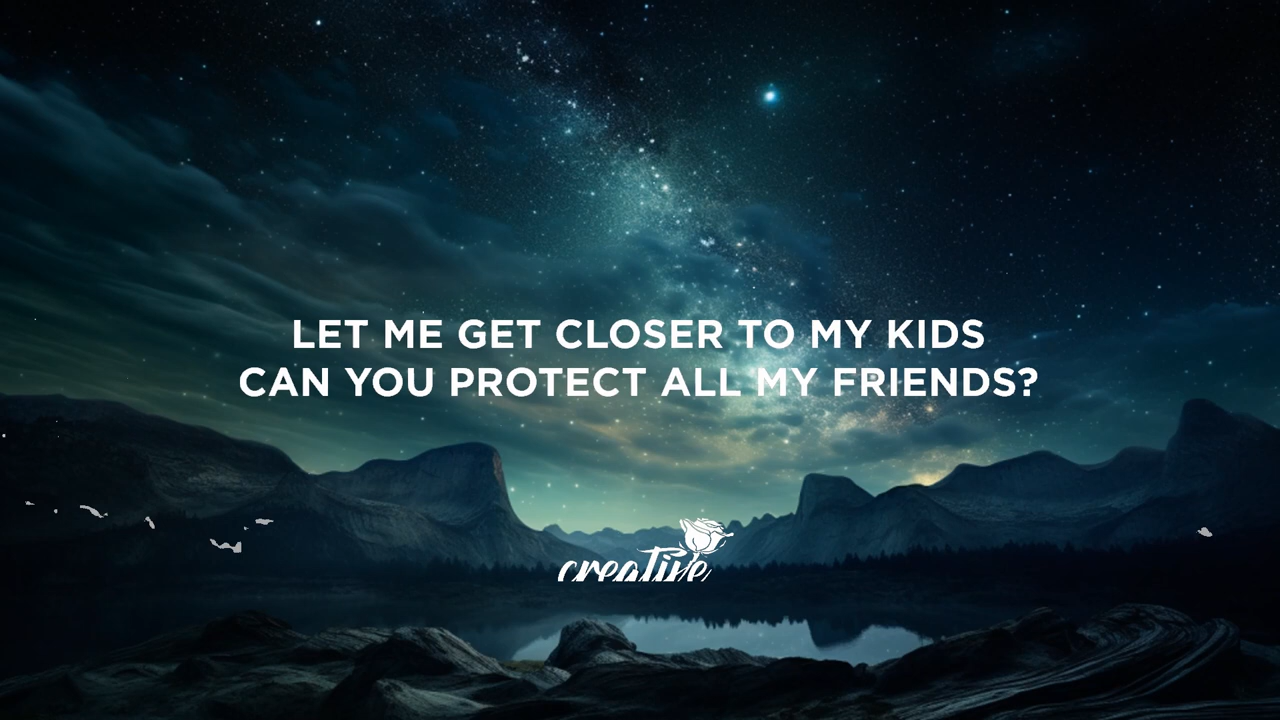 LET ME GET CLOSER TO MY KIDS
CAN YOU PROTECT ALL MY FRIENDS?
creative